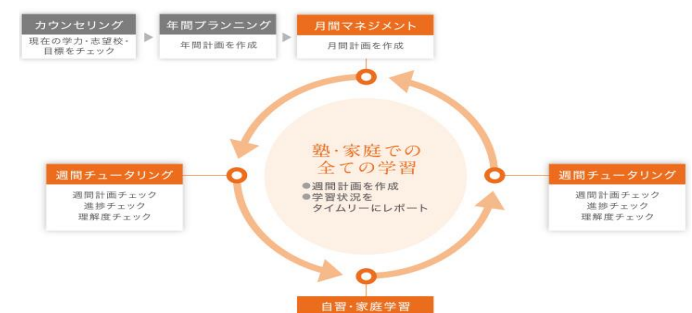 カウンセリング
現在の学力・志望校・
目標をチェック
年間プランニング
年間計画を作成
月間マネジメント
月間計画を作成
塾・家庭での
全ての学習
●週間計画を作成
●学習状況を
タイムリーにレポート
週間チュータリング
週間計画チェック
進捗チェック
理解度チェック
週間チュータリング
週間計画チェック
進捗チェック
理解度チェック
自習・家庭学習